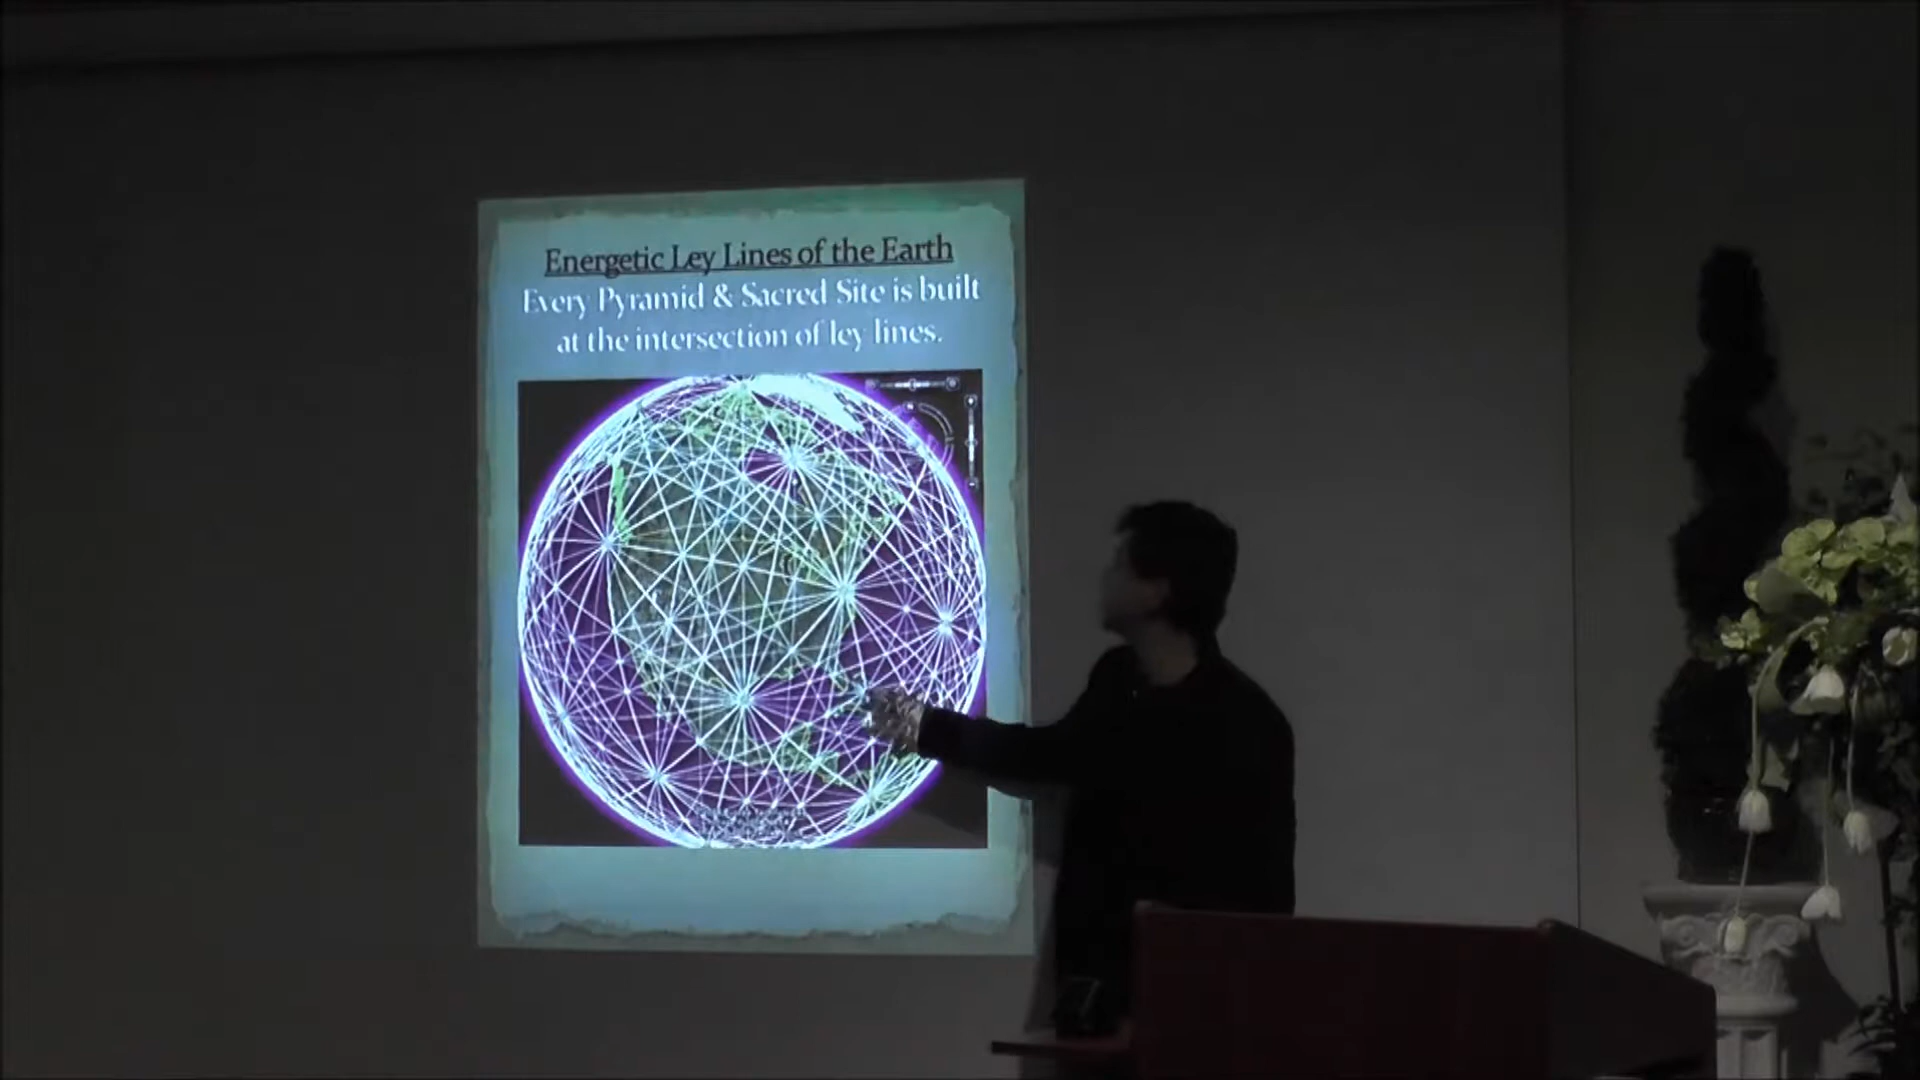 Energetic Ley Lines of the Earth
Every Pyramid & Sacred Site is built
at the intersection of ley lines.